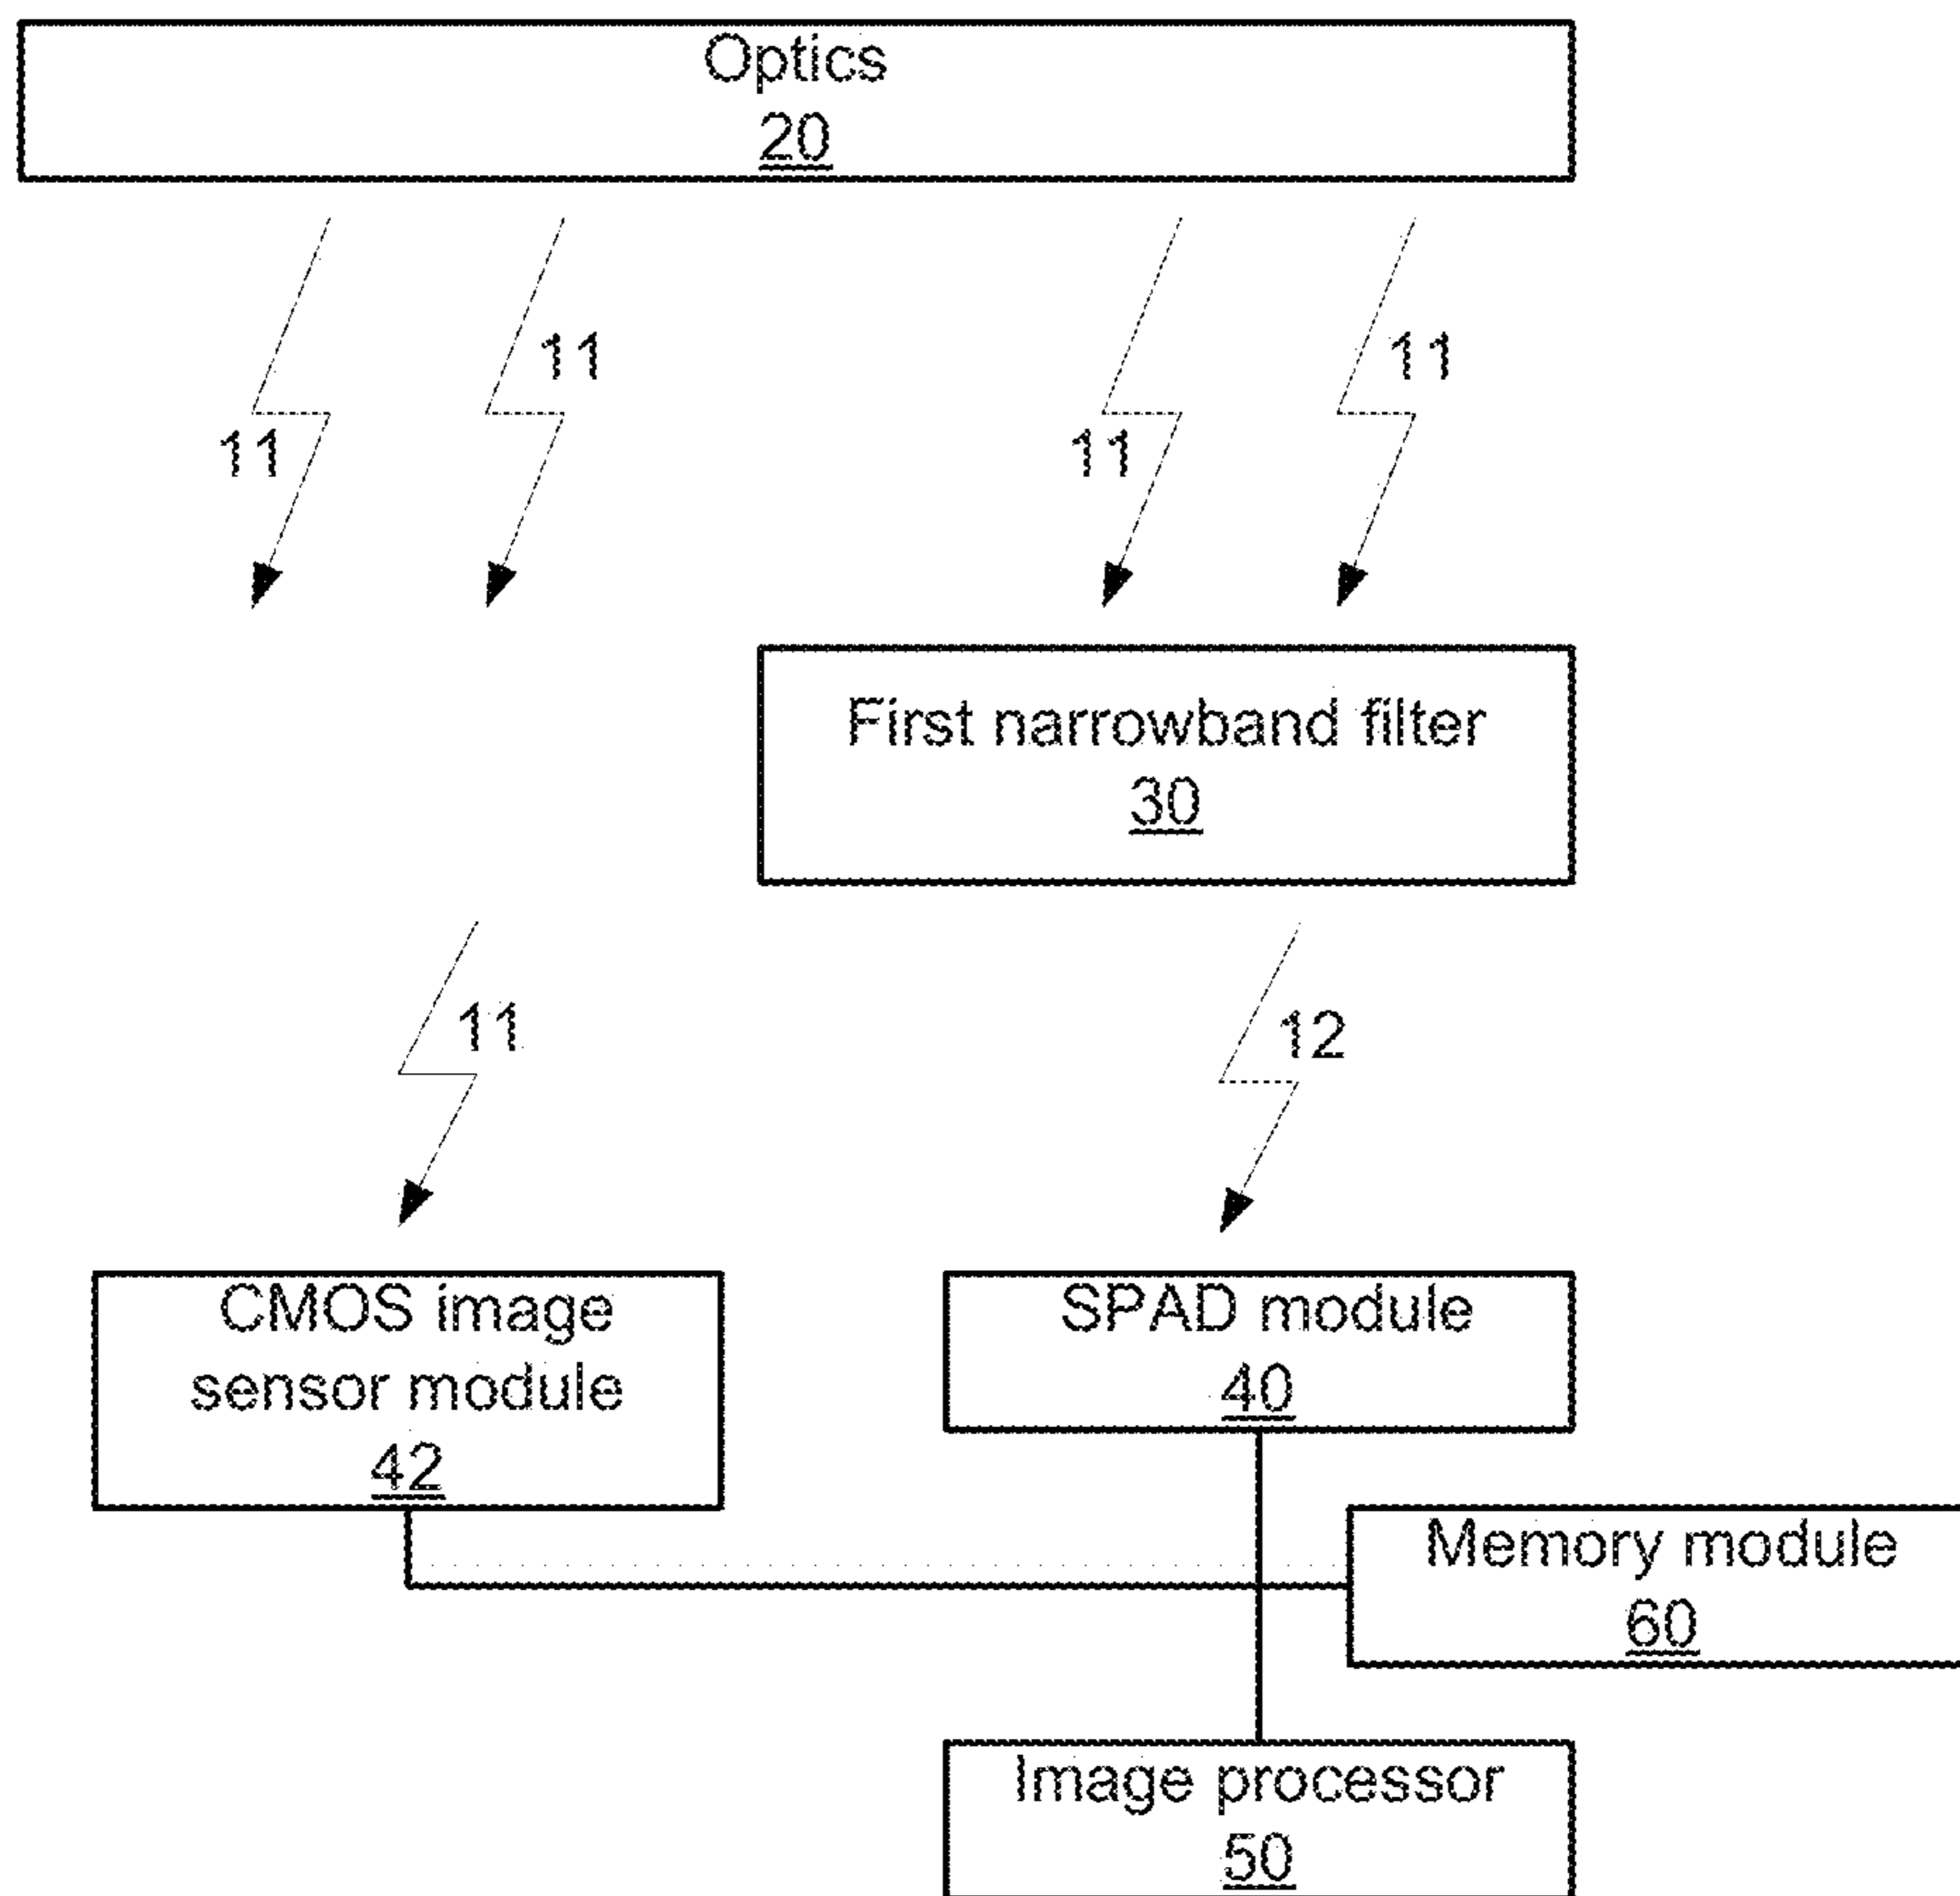 Optics
20
11
11
11
11
First narrowband filter
30
11
12
CMOS image
sensor module
42
SPAD module
40
Memory module
60
Image processor
50